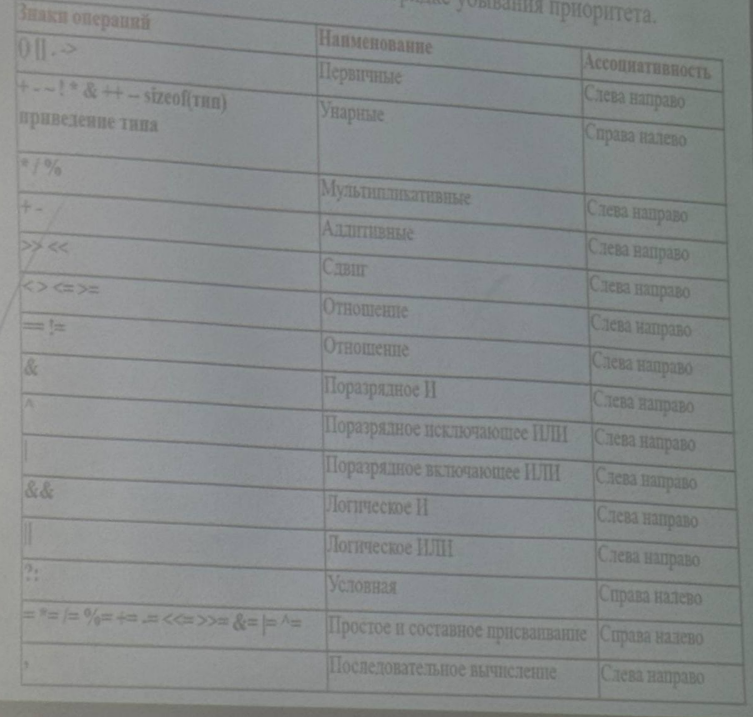 убывания приоритета.
Знаки операций Наименование Ассоциативность
() [] . -> Первичные Слева направо
+ - ~ ! * & ++ -- sizeof(тип) Унарные Справа налево
приведение типа
* / % Мультипликативные Слева направо
+ - Аддитивные Слева направо
>> << Сдвиг Слева направо
< > <= >= Отношение Слева направо
== != Отношение Слева направо
& Поразрядное И Слева направо
^ Поразрядное исключающее ИЛИ Слева направо
| Поразрядное включающее ИЛИ Слева направо
&& Логическое И Слева направо
|| Логическое ИЛИ Слева направо
?: Условная Справа налево
= *= /= %= += -= <<= >>= &= |= ^= Простое и составное присваивание Справа налево
, Последовательное вычисление Слева направо